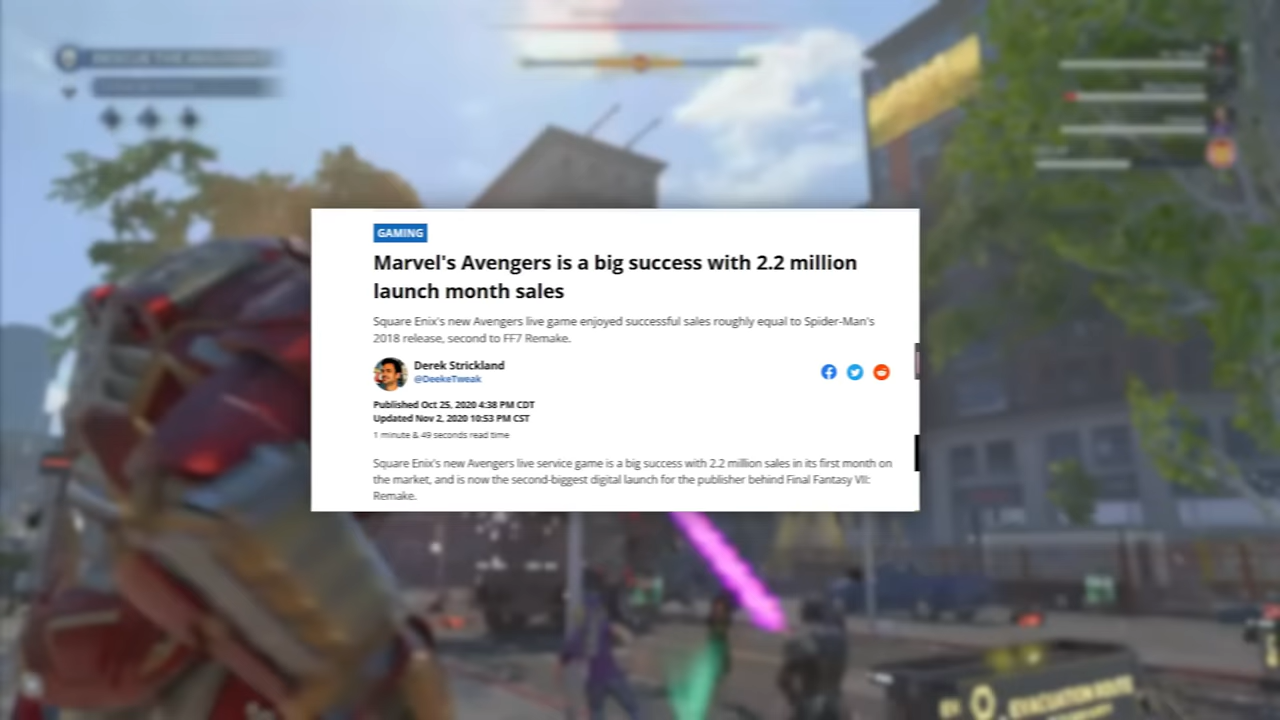 GAMING
Marvel's Avengers is a big success with 2.2 million
launch month sales
Square Enix's new Avengers live game enjoyed successful sales roughly equal to Spider-Man's
2018 release, second to FF7 Remake.
Derek Strickland
@DeekeTweak
Published Oct 25, 2020 4:38 PM CDT
Updated Nov 2, 2020 10:53 PM CST
1 minute & 49 seconds read time
Square Enix's new Avengers live service game is a big success with 2.2 million sales in its first month on
the market, and is now the second-biggest digital launch for the publisher behind Final Fantasy VII:
Remake.
EVACUATION ROUTE